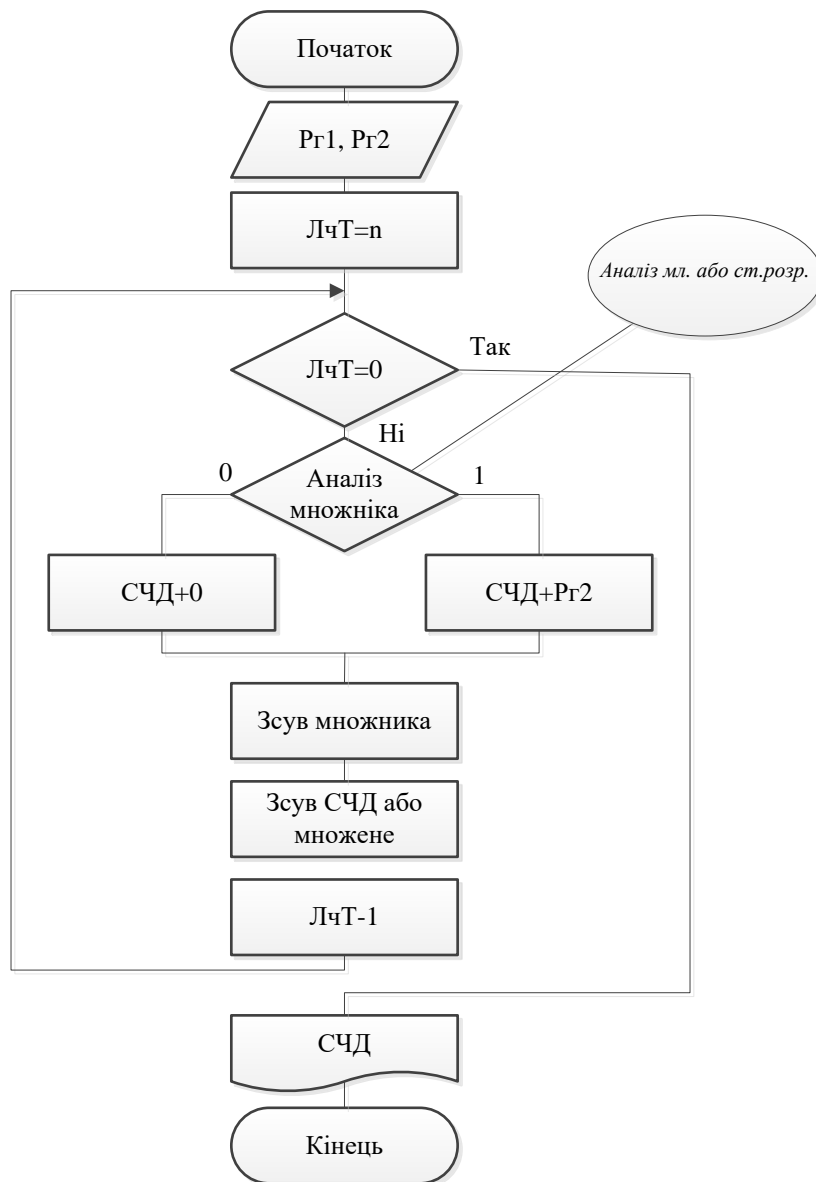 Початок
Рг1, Рг2
ЛчТ=n
Аналіз мл. або ст.розр.
ЛчТ=0
Так
Ні
Аналіз
множніка
0
1
СЧД+0
СЧД+Рг2
Зсув множника
Зсув СЧД або
множене
ЛчТ-1
СЧД
Кінець